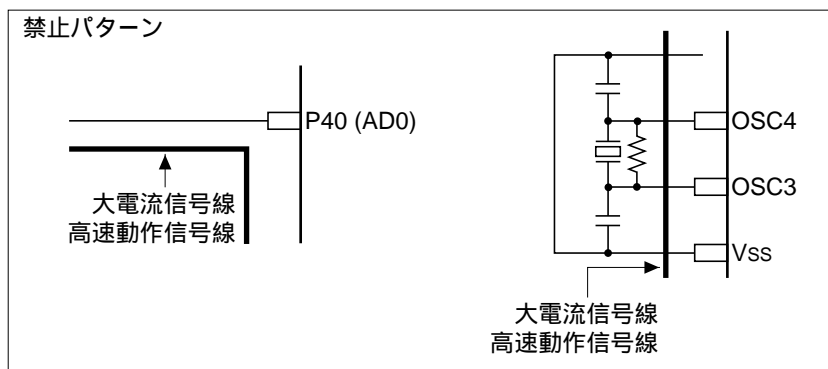 禁止パターン
P40 (AD0)
大電流信号線
高速動作信号線
OSC4
OSC3
VSS
大電流信号線
高速動作信号線